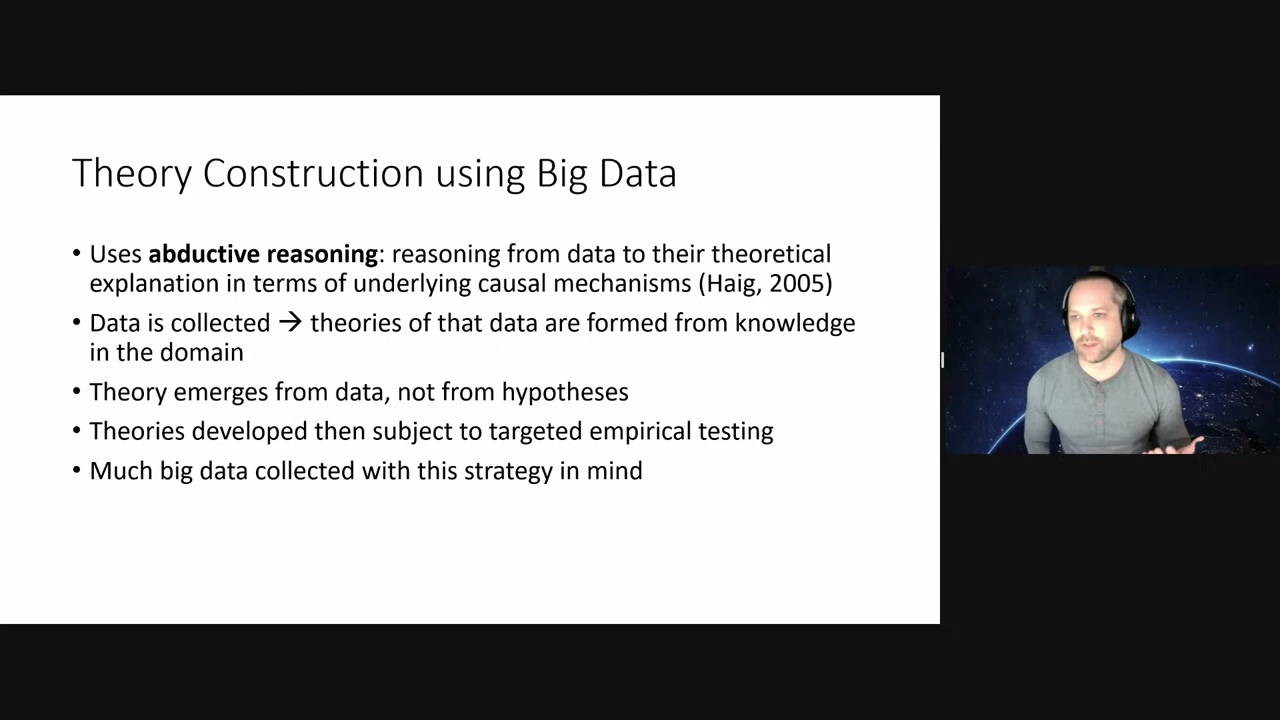 Theory Construction using Big Data
• Uses abductive reasoning: reasoning from data to their theoretical
explanation in terms of underlying causal mechanisms (Haig, 2005)
• Data is collected → theories of that data are formed from knowledge
in the domain
• Theory emerges from data, not from hypotheses
• Theories developed then subject to targeted empirical testing
• Much big data collected with this strategy in mind